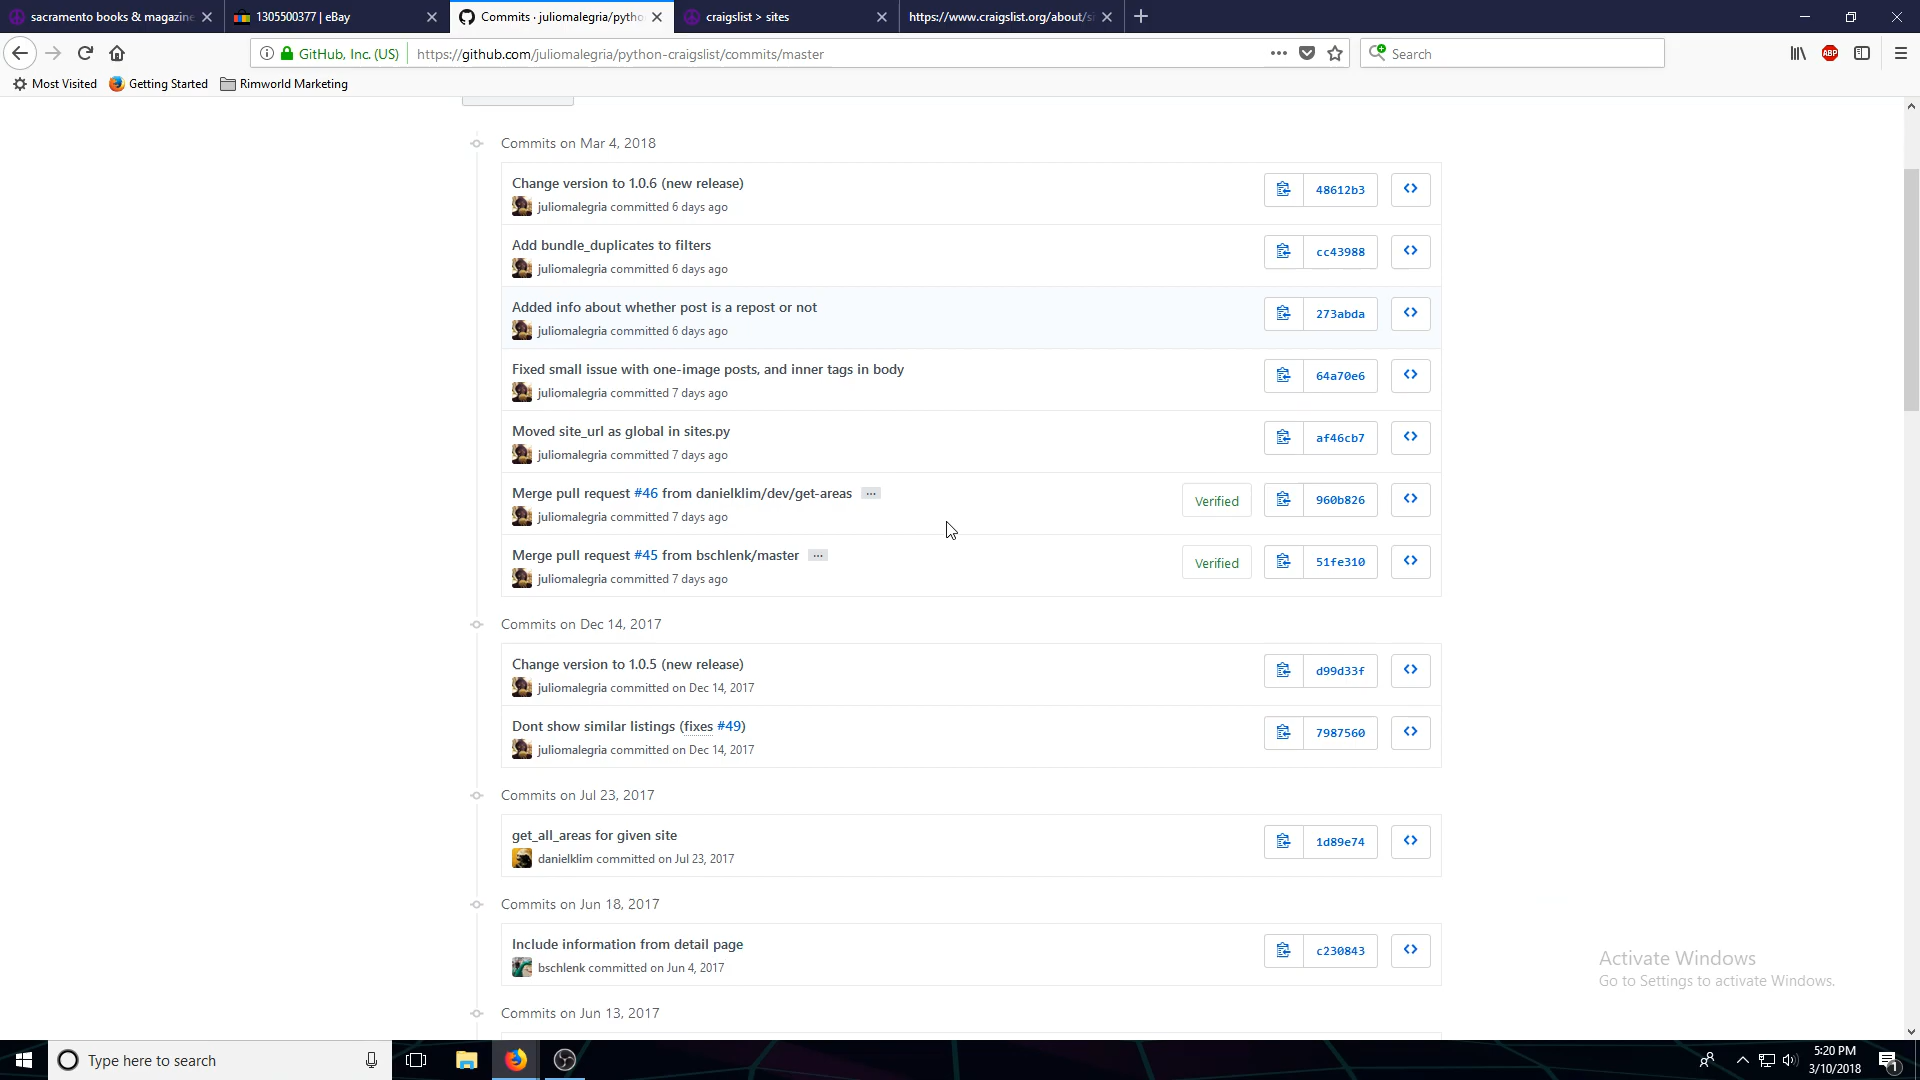 sacramento books & magazine
1305500377 | eBay
Commits · juliomalegria/pytho
craigslist > sites
https://www.craigslist.org/about/si
GitHub, Inc. (US)
https://github.com/juliomalegria/python-craigslist/commits/master
Search
ABP
Most Visited
Getting Started
Rimworld Marketing
Commits on Mar 4, 2018
Change version to 1.0.6 (new release)
48612b3
juliomalegria committed 6 days ago
Add bundle_duplicates to filters
cc43988
juliomalegria committed 6 days ago
Added info about whether post is a repost or not
273abda
juliomalegria committed 6 days ago
Fixed small issue with one-image posts, and inner tags in body
64a70e6
juliomalegria committed 7 days ago
Moved site_url as global in sites.py
af46cb7
juliomalegria committed 7 days ago
Merge pull request #46 from danielklim/dev/get-areas ...
Verified
960b826
juliomalegria committed 7 days ago
Merge pull request #45 from bschlenk/master ...
Verified
51fe310
juliomalegria committed 7 days ago
Commits on Dec 14, 2017
Change version to 1.0.5 (new release)
d99d33f
juliomalegria committed on Dec 14, 2017
Dont show similar listings (fixes #49)
7987560
juliomalegria committed on Dec 14, 2017
Commits on Jul 23, 2017
get_all_areas for given site
1d89e74
danielklim committed on Jul 23, 2017
Commits on Jun 18, 2017
Include information from detail page
c230843
bschlenk committed on Jun 4, 2017
Commits on Jun 13, 2017
Activate Windows
Go to Settings to activate Windows.
Type here to search
5:20 PM
3/10/2018
1